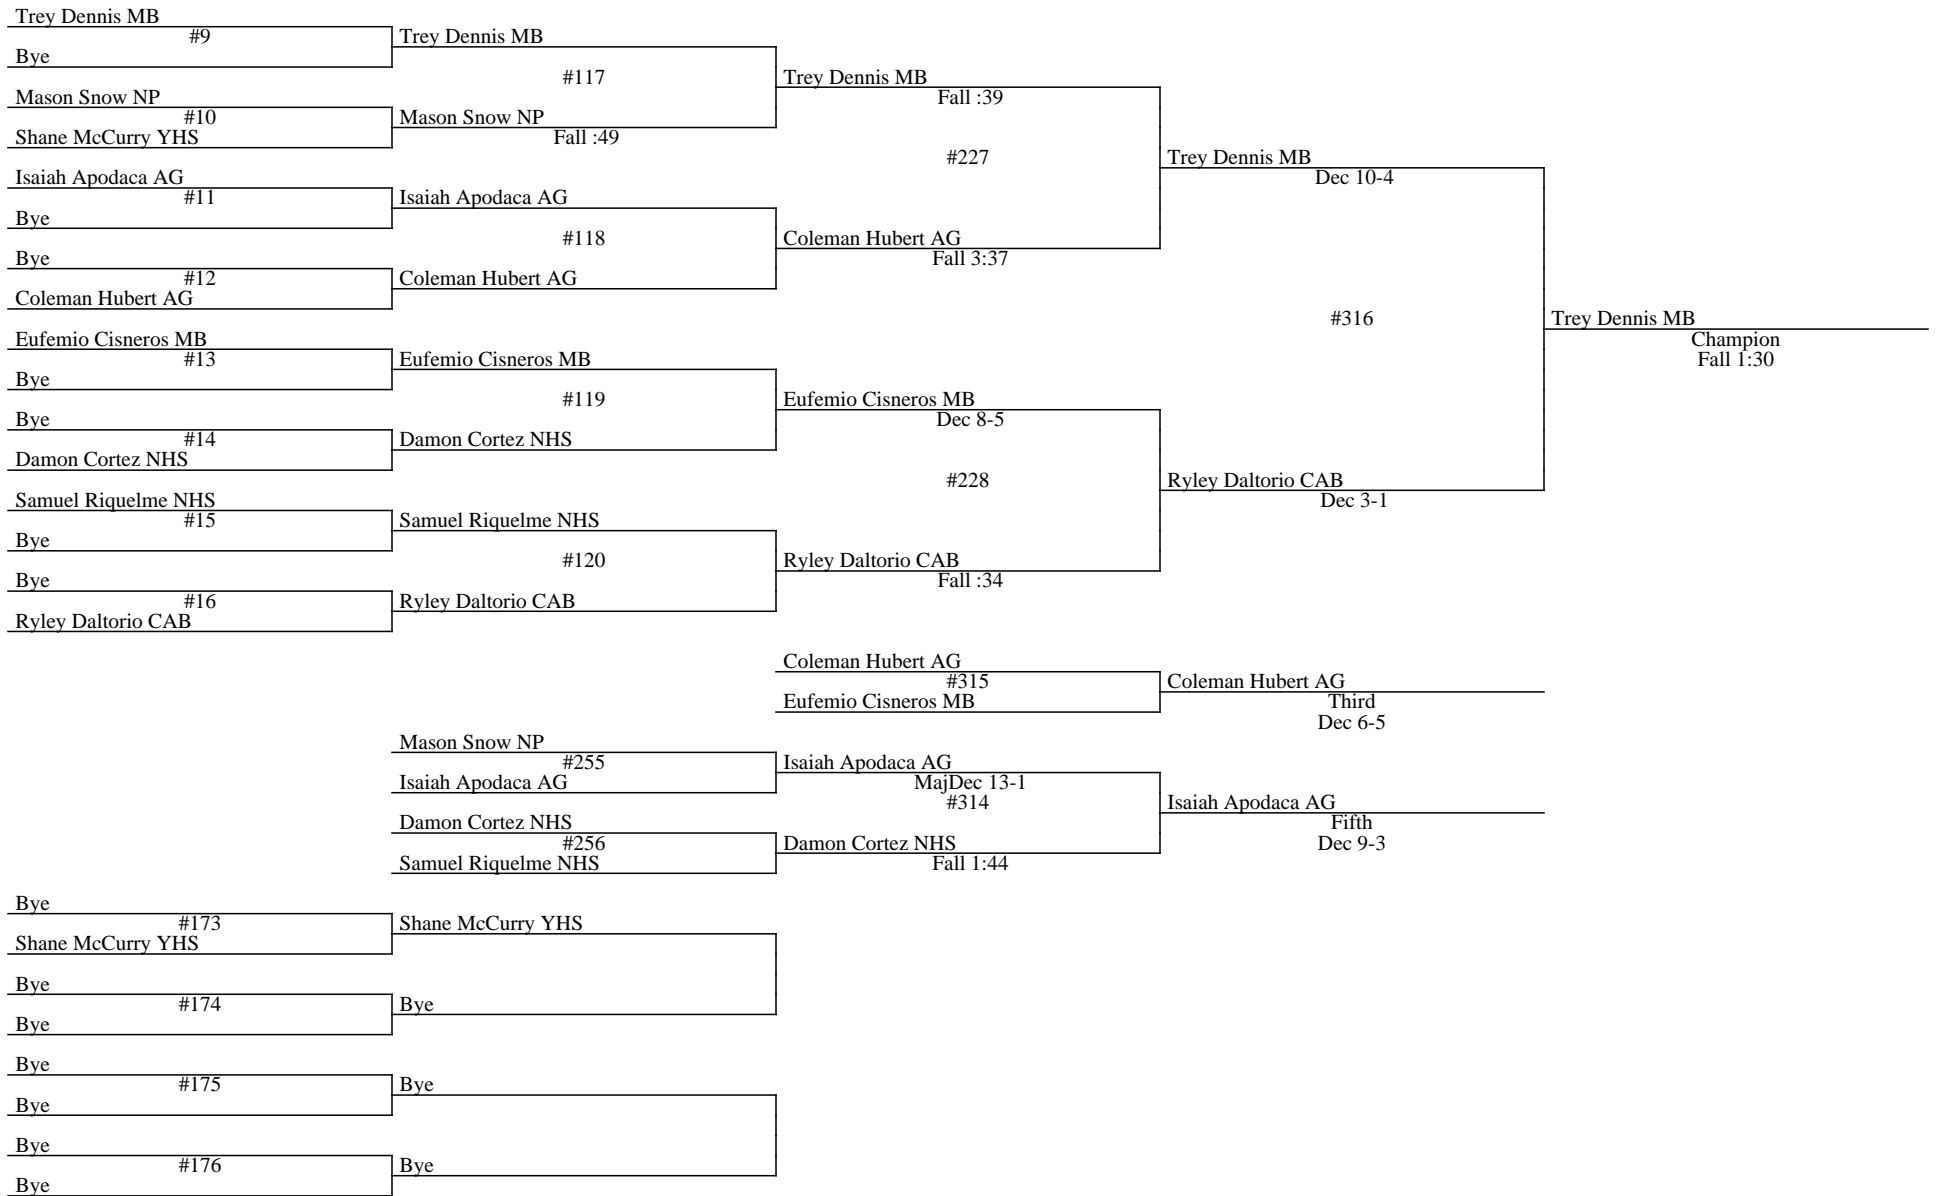 Trey Dennis MB
#9
Bye
Trey Dennis MB
#117
Mason Snow NP
#10
Shane McCurry YHS
Mason Snow NP
Fall :49
Trey Dennis MB
Fall :39
Isaiah Apodaca AG
#11
Bye
Isaiah Apodaca AG
#118
Bye
#12
Coleman Hubert AG
Coleman Hubert AG
Coleman Hubert AG
Fall 3:37
#227
Trey Dennis MB
Dec 10-4
Eufemio Cisneros MB
#13
Bye
Eufemio Cisneros MB
#119
Bye
#14
Damon Cortez NHS
Damon Cortez NHS
Eufemio Cisneros MB
Dec 8-5
Samuel Riquelme NHS
#15
Bye
Samuel Riquelme NHS
#120
Bye
#16
Ryley Daltorio CAB
Ryley Daltorio CAB
Ryley Daltorio CAB
Fall :34
#228
Ryley Daltorio CAB
Dec 3-1
#316
Trey Dennis MB
Champion
Fall 1:30
Coleman Hubert AG
#315
Eufemio Cisneros MB
Coleman Hubert AG
Third
Dec 6-5
Mason Snow NP
#255
Isaiah Apodaca AG
Isaiah Apodaca AG
MajDec 13-1
#314
Damon Cortez NHS
#256
Samuel Riquelme NHS
Damon Cortez NHS
Fall 1:44
Isaiah Apodaca AG
Fifth
Dec 9-3
Bye
#173
Shane McCurry YHS
Shane McCurry YHS
Bye
#174
Bye
Bye
Bye
#175
Bye
Bye
Bye
#176
Bye
Bye